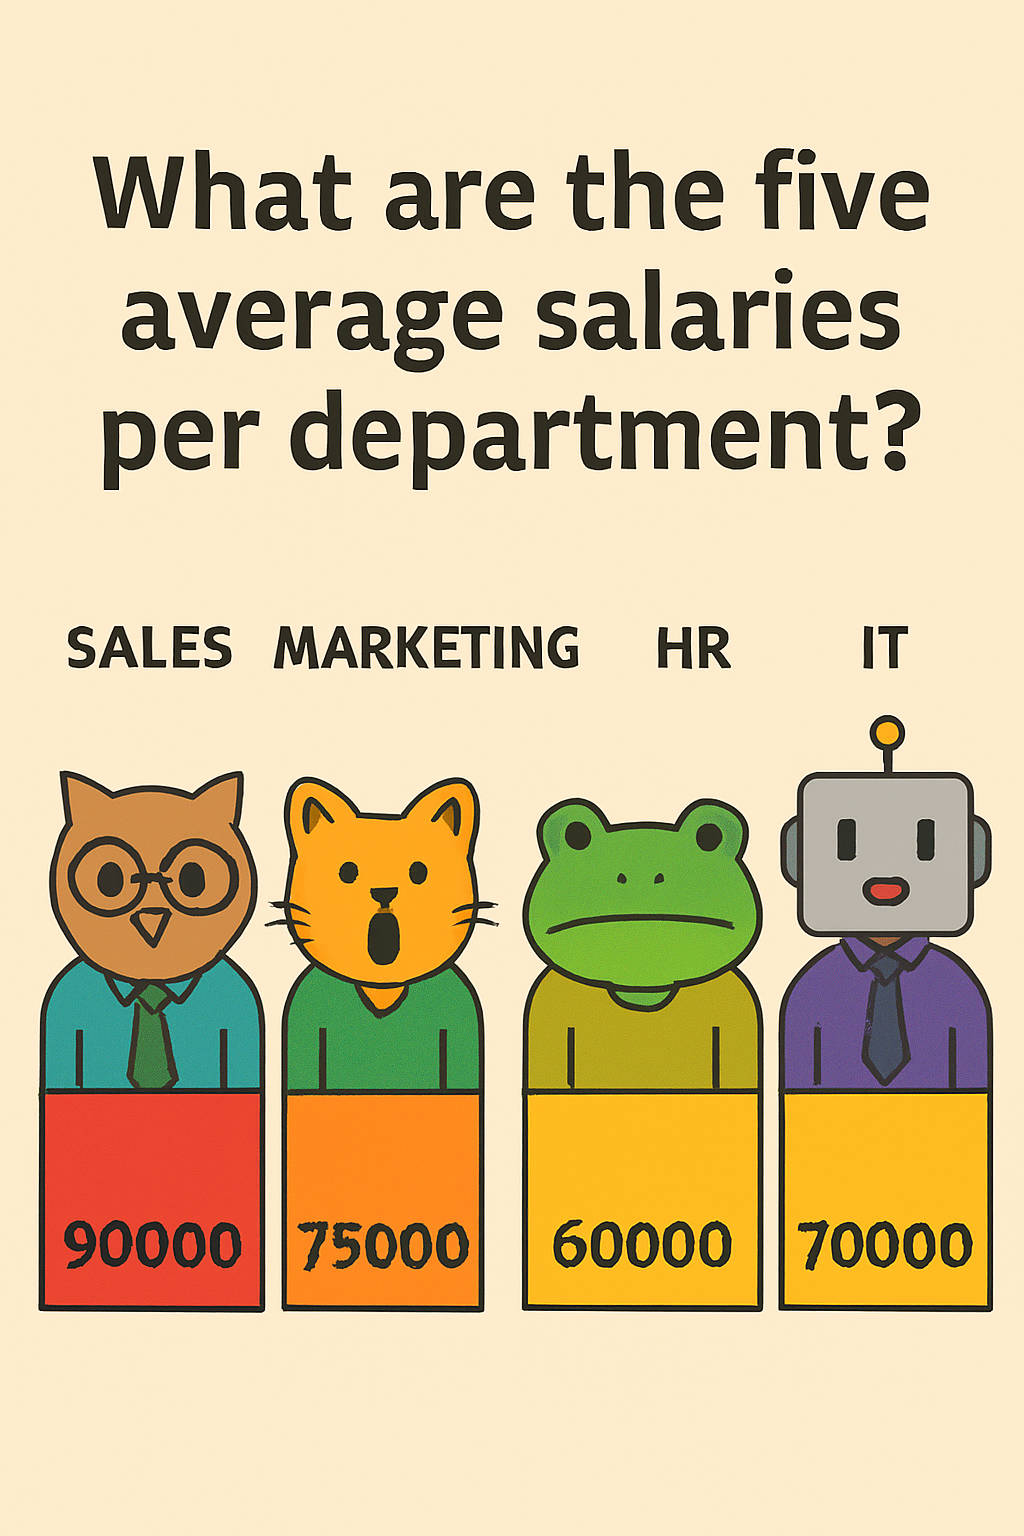 What are the five
average salaries
per department?
SALES MARKETING HR IT
90000 75000 60000 70000